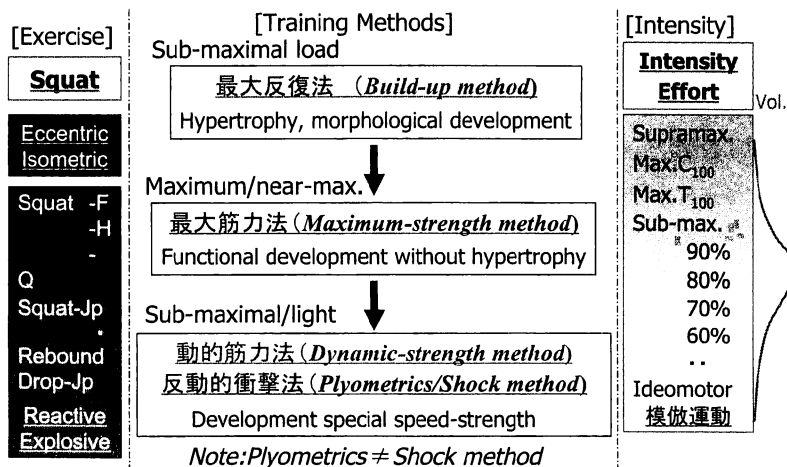 [Exercise]
Squat
Eccentric
Isometric
Squat -F
-H
-
Q
Squat-Jp
.
Rebound
Drop-Jp
Reactive
Explosive
[Training Methods]
Sub-maximal load
最大反復法 (Build-up method)
Hypertrophy, morphological development
Maximum/near-max.
最大筋力法(Maximum-strength method)
Functional development without hypertrophy
Sub-maximal/light
動的筋力法(Dynamic-strength method)
反動的衝撃法(Plyometrics/Shock method)
Development special speed-strength
Note:Plyometrics≠Shock method
[Intensity]
Intensity
Effort
Vol.
Supramax.
Max.C100
Max.T100
Sub-max.
90%
80%
70%
60%
..
Ideomotor
模倣運動